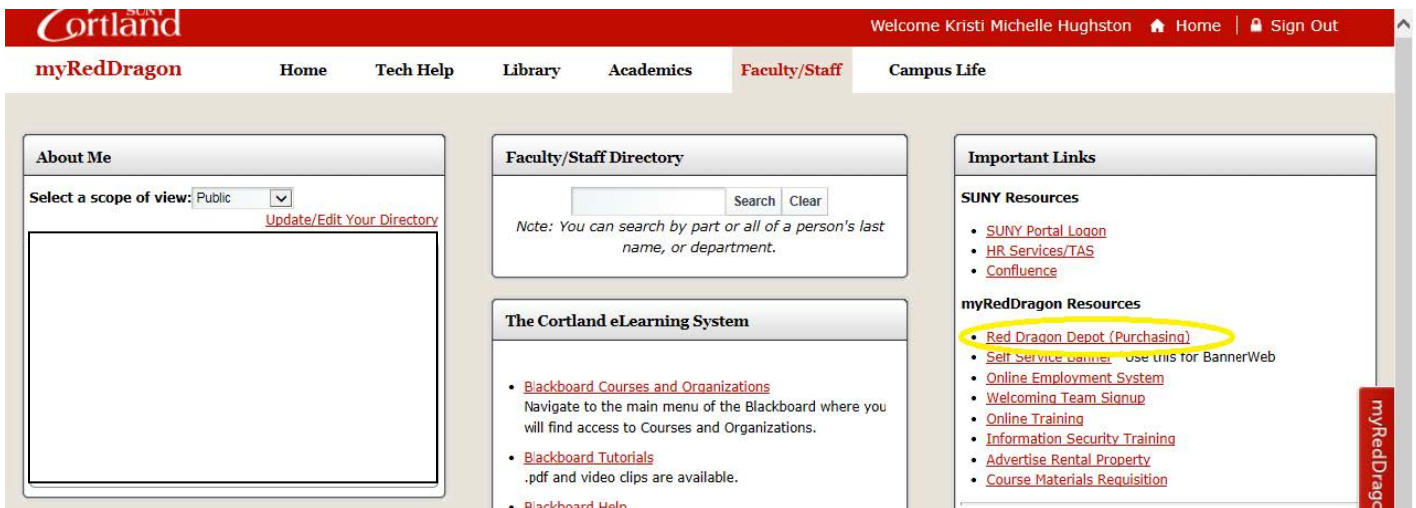 SUNY
Cortland
Welcome Kristi Michelle Hughston Home | Sign Out
myRedDragon Home Tech Help Library Academics Faculty/Staff Campus Life
About Me
Select a scope of view: Public
Update/Edit Your Directory
Faculty/Staff Directory
Search Clear
Note: You can search by part or all of a person's last
name, or department.
The Cortland eLearning System
• Blackboard Courses and Organizations
Navigate to the main menu of the Blackboard where you
will find access to Courses and Organizations.
• Blackboard Tutorials
.pdf and video clips are available.
• Blackboard Help
Important Links
SUNY Resources
• SUNY Portal Logon
• HR Services/TAS
• Confluence
myRedDragon Resources
• Red Dragon Depot (Purchasing)
• Self Service Banner Use this for BannerWeb
• Online Employment System
• Welcoming Team Signup
• Online Training
• Information Security Training
• Advertise Rental Property
• Course Materials Requisition
myRedDrago